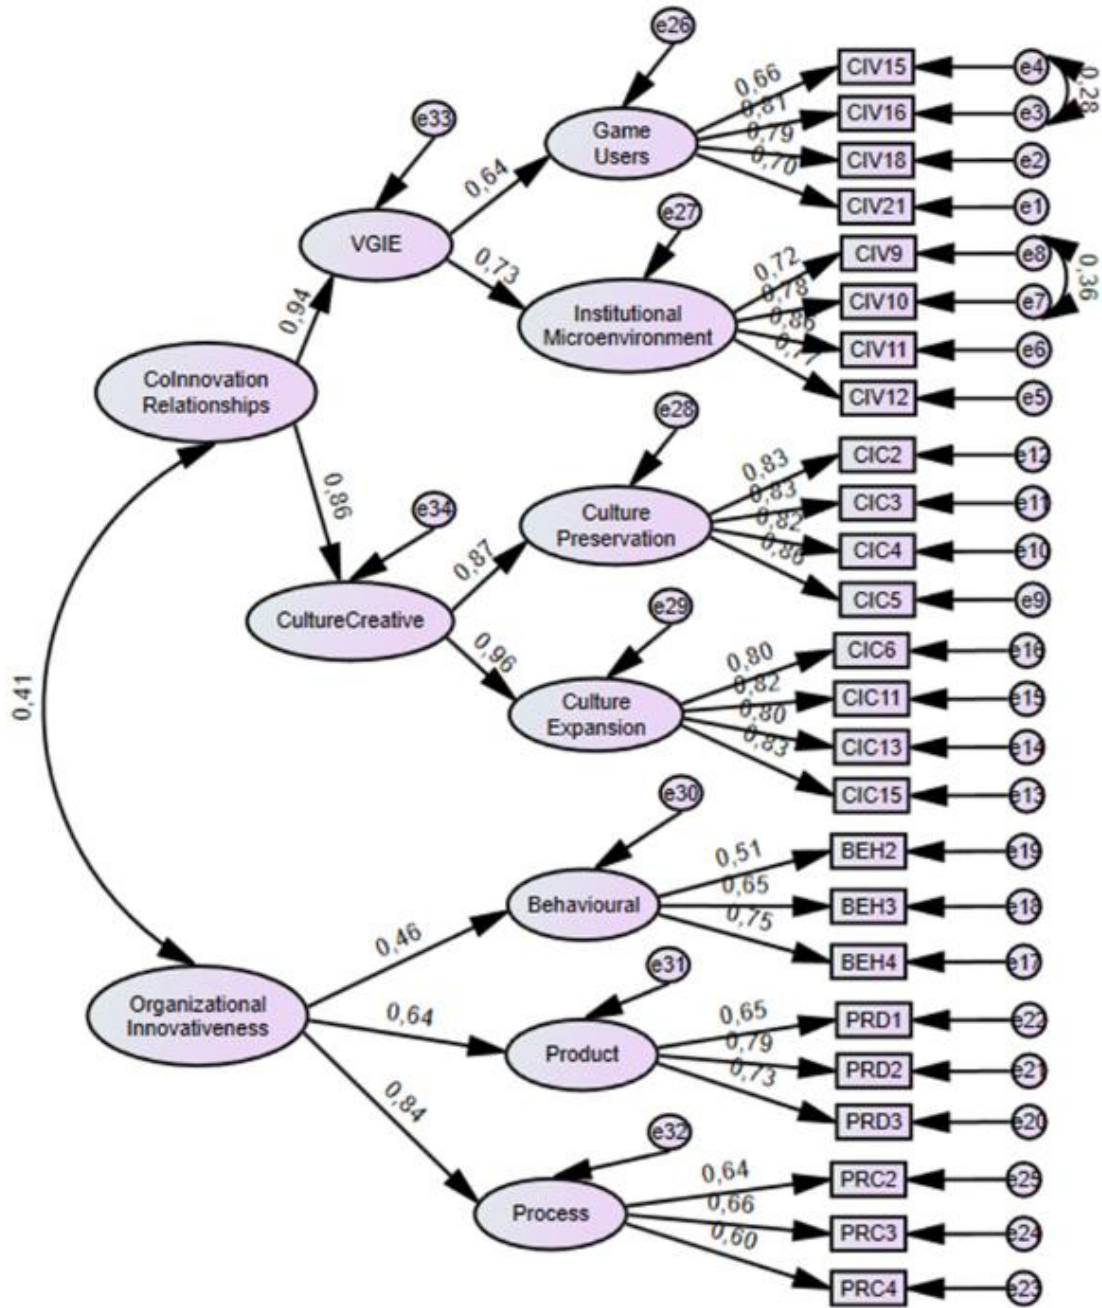 e26
0,66
CIV15
e4
0,28
e33
Game
Users
0,81
CIV16
e3
0,79
CIV18
e2
0,64
0,70
CIV21
e1
VGIE
e27
0,72
CIV9
e8
0,36
0,73
Institutional
Microenvironment
0,78
CIV10
e7
0,94
CIV11
e6
0,77
CIV12
e5
CoInnovation
Relationships
e28
0,83
CIC2
e12
0,86
e34
Culture
Preservation
0,83
CIC3
e11
0,82
CIC4
e10
0,87
CIC5
e9
CultureCreative
e29
0,80
CIC6
e16
0,96
Culture
Expansion
0,82
CIC11
e15
0,80
CIC13
e14
0,83
CIC15
e13
0,41
e30
0,51
BEH2
e19
Behavioural
0,65
BEH3
e18
0,46
0,75
BEH4
e17
Organizational
Innovativeness
e31
0,65
PRD1
e22
0,64
Product
0,79
PRD2
e21
0,73
PRD3
e20
0,84
e32
0,64
PRC2
e25
Process
0,66
PRC3
e24
0,60
PRC4
e23